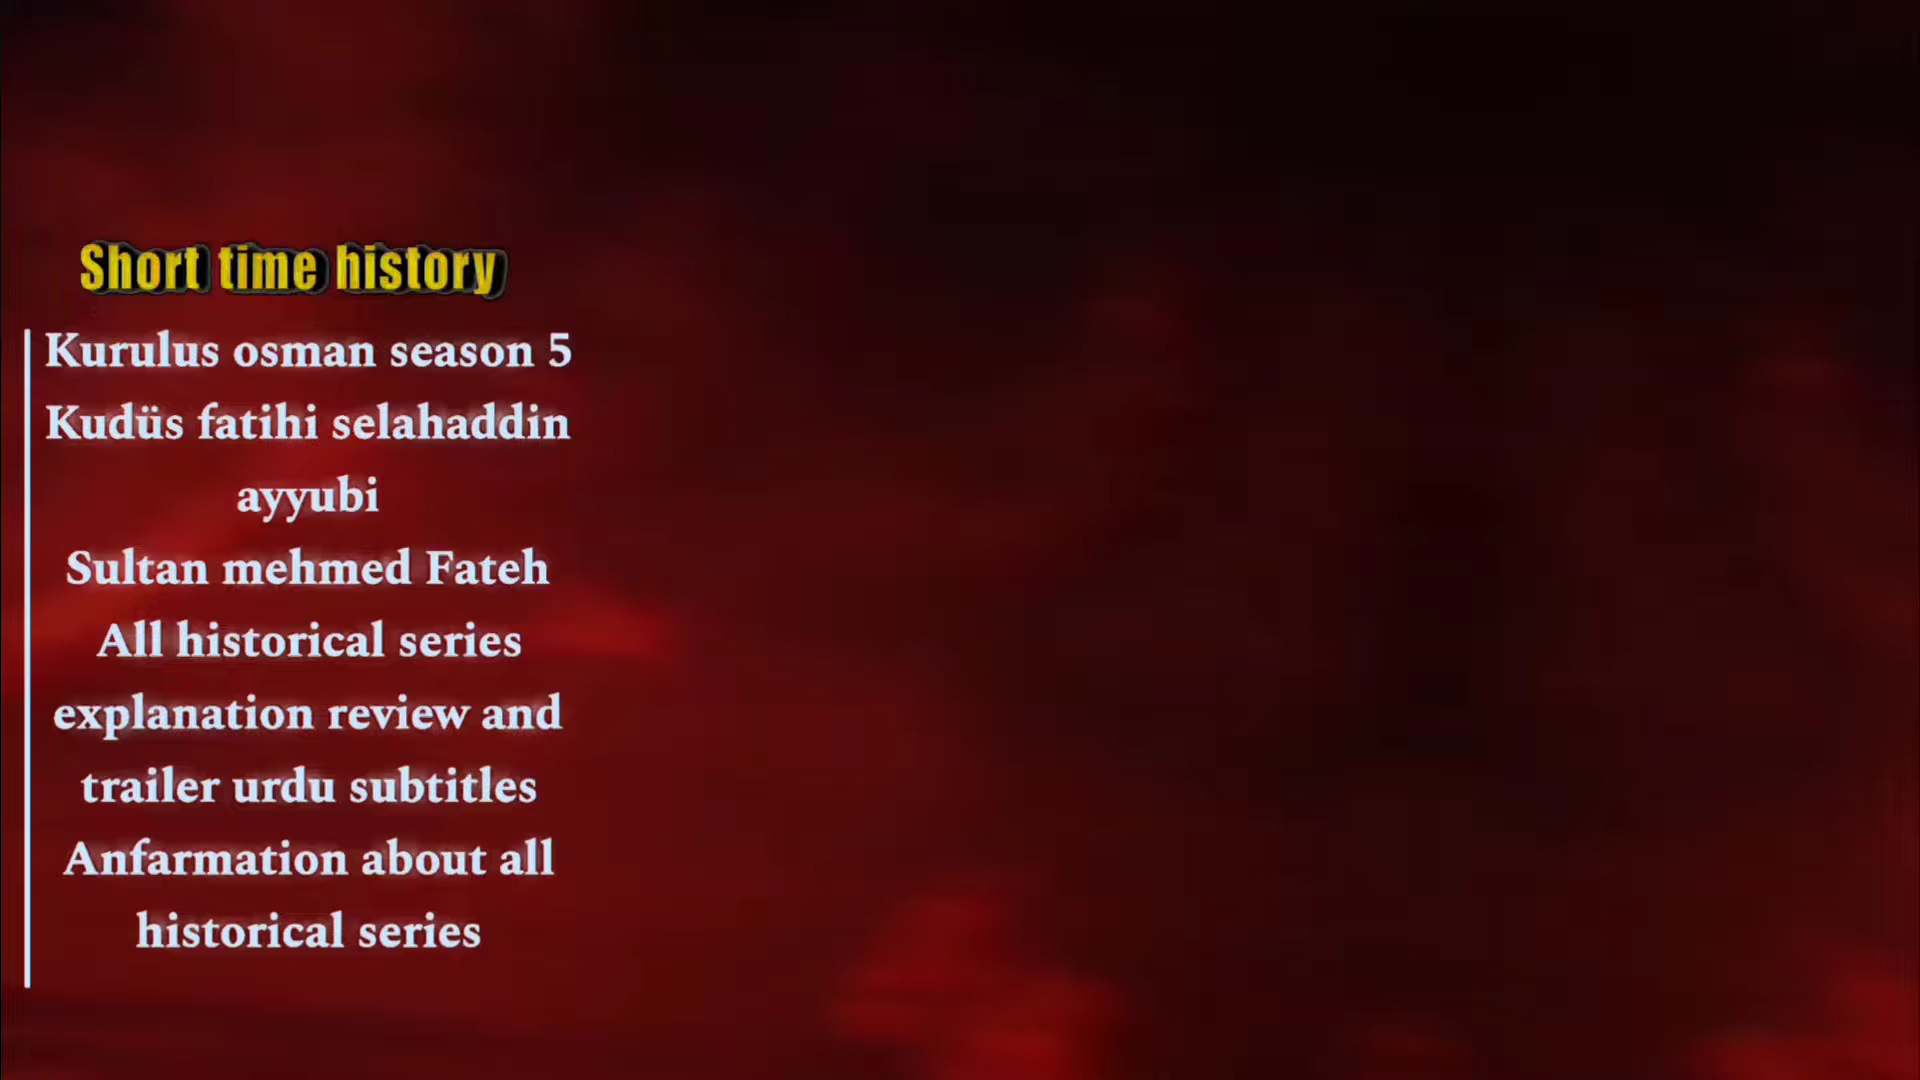 Short time history
Kurulus osman season 5
Kudüs fatihi selahaddin
ayyubi
Sultan mehmed Fateh
All historical series
explanation review and
trailer urdu subtitles
Anfarmation about all
historical series